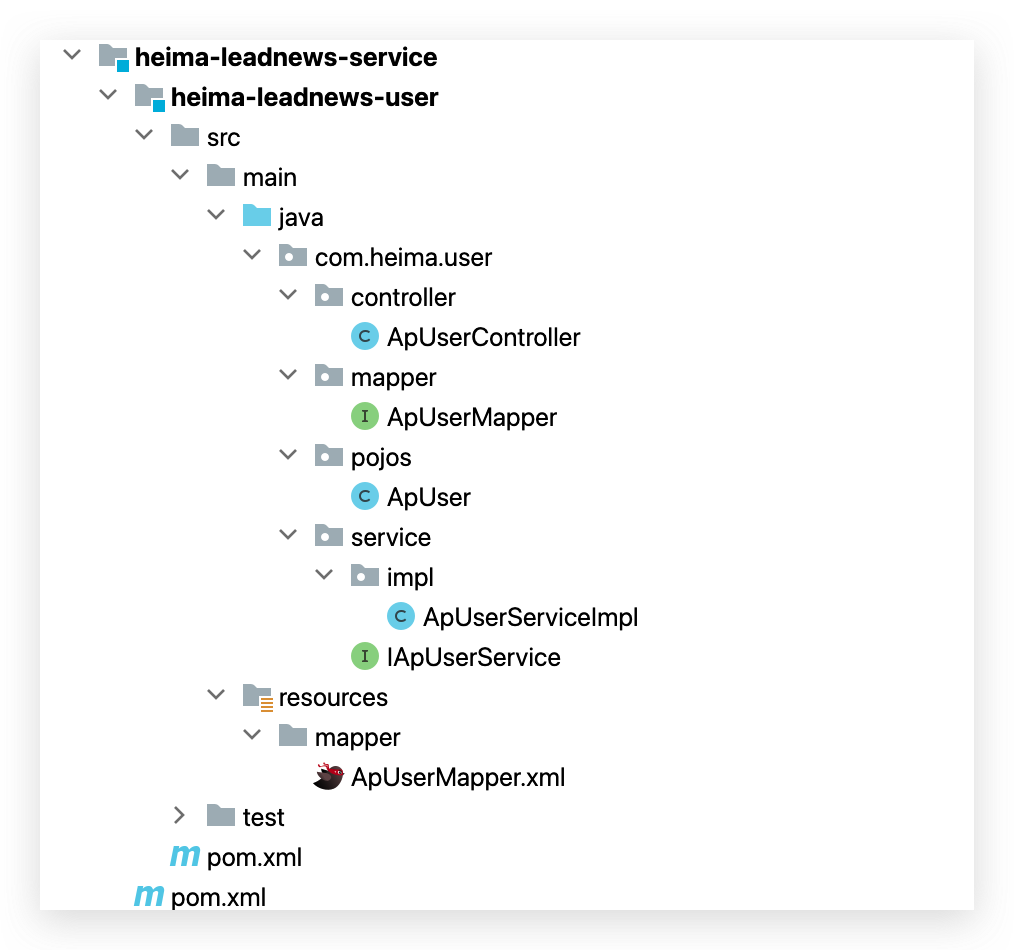 heima-leadnews-service
heima-leadnews-user
src
main
java
com.heima.user
controller
C ApUserController
mapper
I ApUserMapper
pojos
C ApUser
service
impl
C ApUserServiceImpl
I IApUserService
resources
mapper
ApUserMapper.xml
test
m pom.xml
m pom.xml